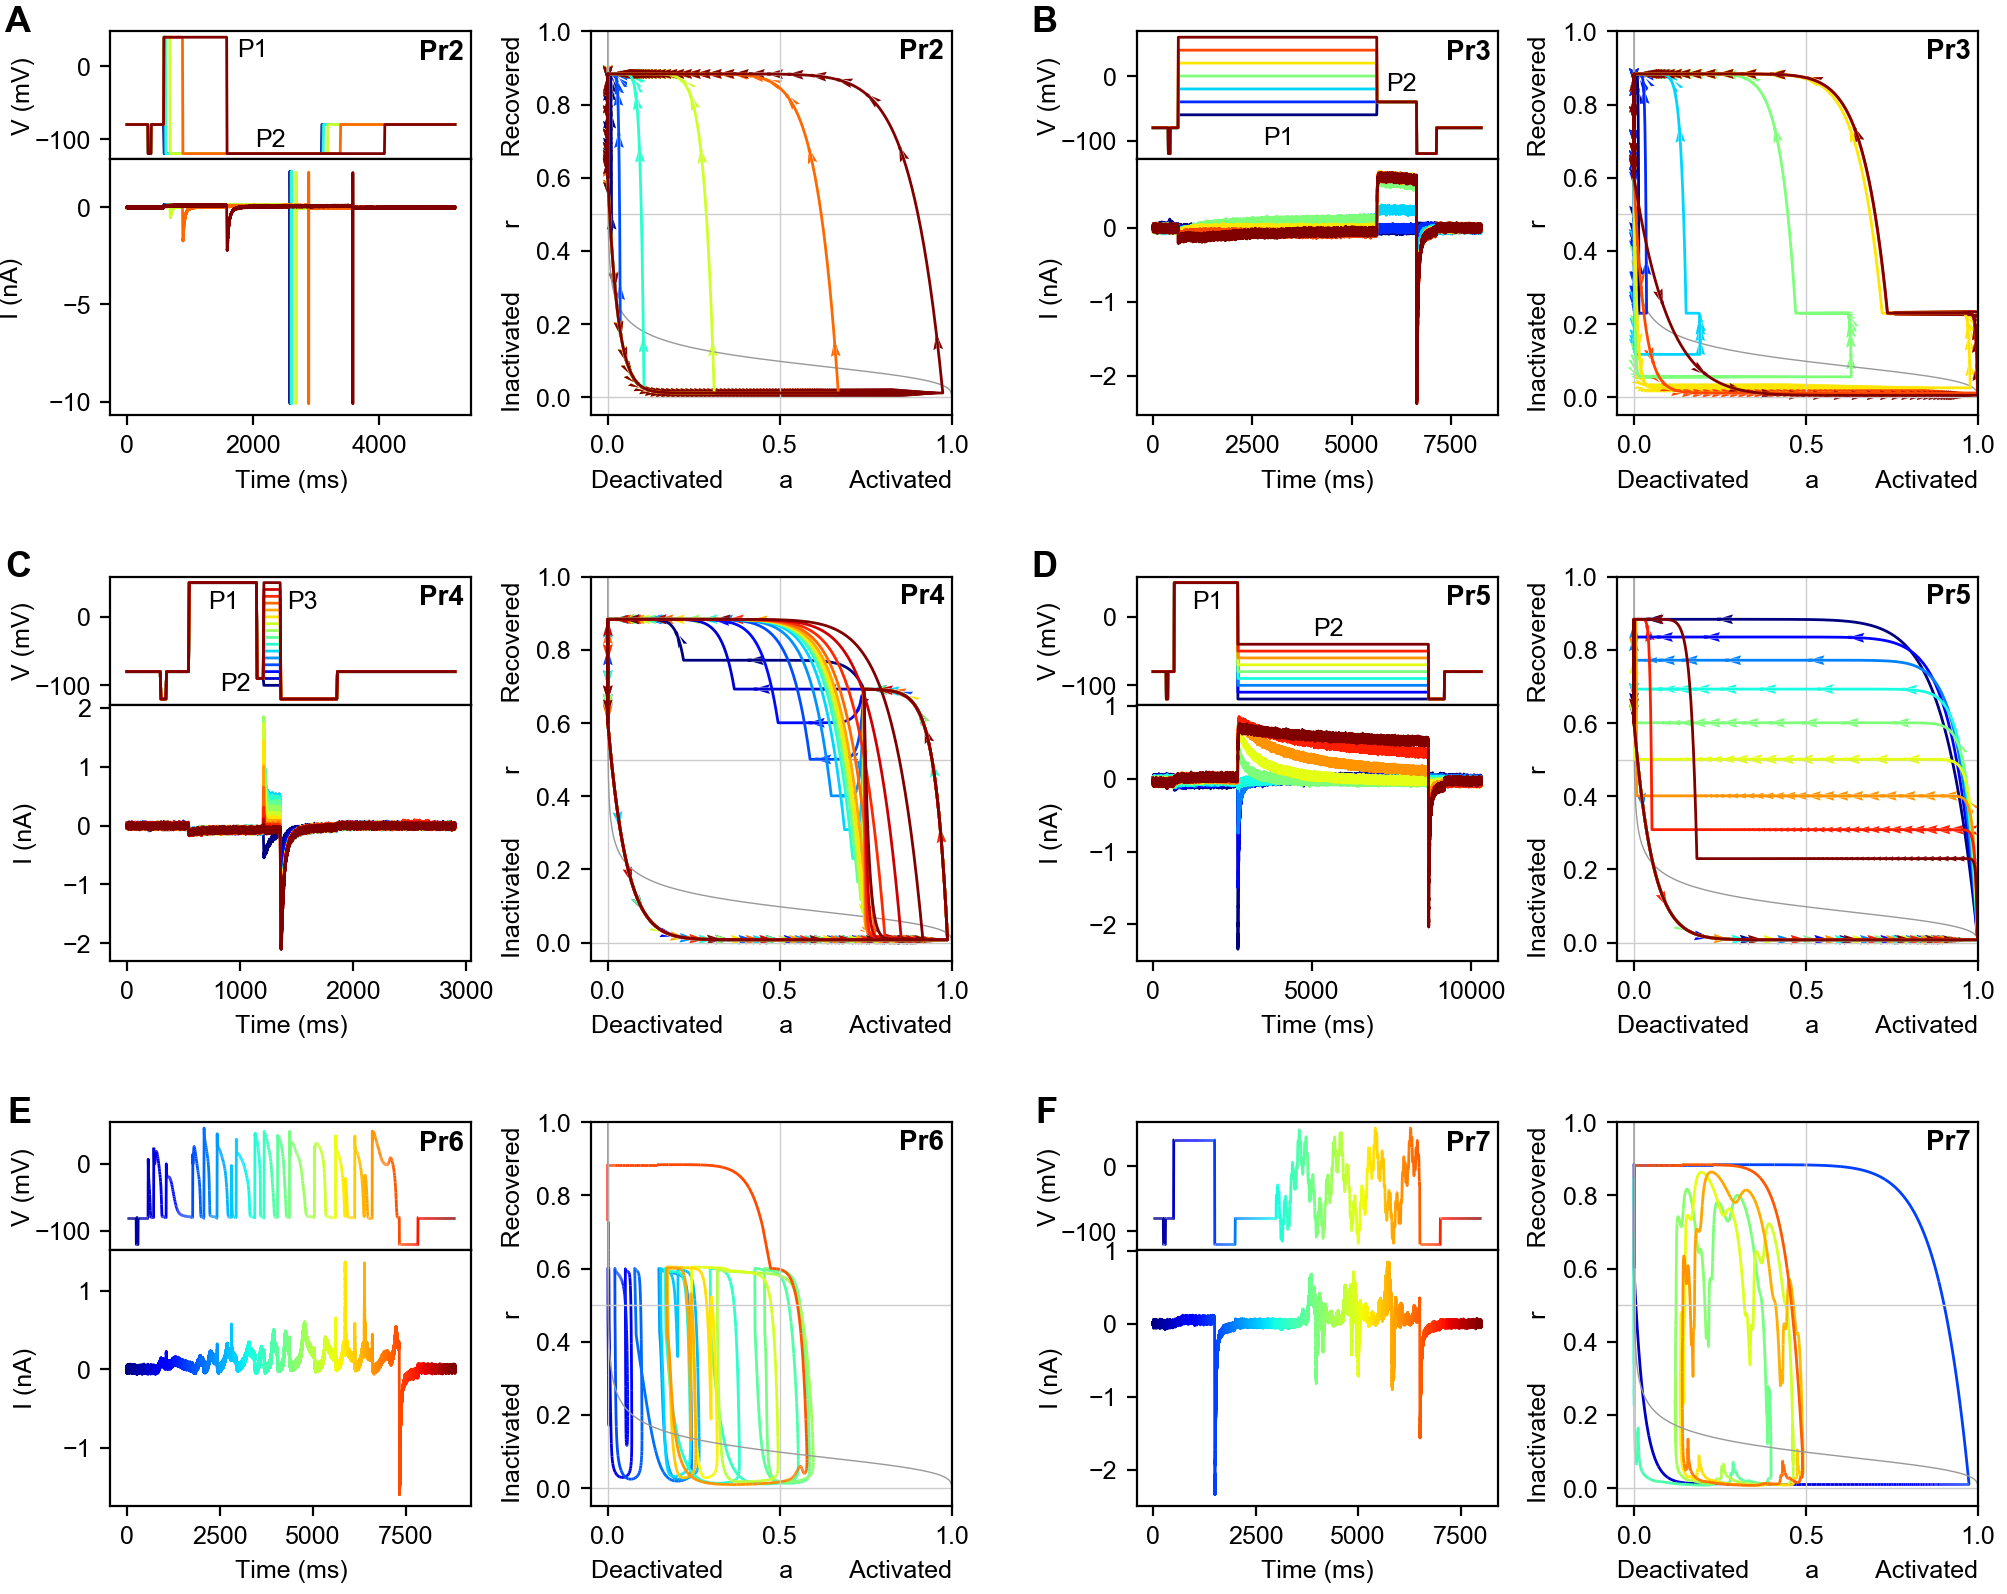 A
V (mV)
0
−100
P1
P2
Pr2
I (nA)
0
−5
−10
0
2000
4000
Time (ms)
Pr2
1.0
0.8
0.6
0.4
0.2
0.0
Recovered
r
Inactivated
0.0
0.5
1.0
Deactivated
a
Activated
B
V (mV)
0
−100
P1
P2
Pr3
I (nA)
0
−1
−2
0
2500
5000
7500
Time (ms)
Pr3
1.0
0.8
0.6
0.4
0.2
0.0
Recovered
r
Inactivated
0.0
0.5
1.0
Deactivated
a
Activated
C
V (mV)
0
−100
P1
P2
P3
Pr4
I (nA)
2
1
0
−1
−2
0
1000
2000
3000
Time (ms)
Pr4
1.0
0.8
0.6
0.4
0.2
0.0
Recovered
r
Inactivated
0.0
0.5
1.0
Deactivated
a
Activated
D
V (mV)
0
−100
P1
P2
Pr5
I (nA)
1
0
−1
−2
0
5000
10000
Time (ms)
Pr5
1.0
0.8
0.6
0.4
0.2
0.0
Recovered
r
Inactivated
0.0
0.5
1.0
Deactivated
a
Activated
E
V (mV)
0
−100
Pr6
I (nA)
1
0
−1
0
2500
5000
7500
Time (ms)
Pr6
1.0
0.8
0.6
0.4
0.2
0.0
Recovered
r
Inactivated
0.0
0.5
1.0
Deactivated
a
Activated
F
V (mV)
0
−100
Pr7
I (nA)
1
0
−1
−2
0
2500
5000
7500
Time (ms)
Pr7
1.0
0.8
0.6
0.4
0.2
0.0
Recovered
r
Inactivated
0.0
0.5
1.0
Deactivated
a
Activated